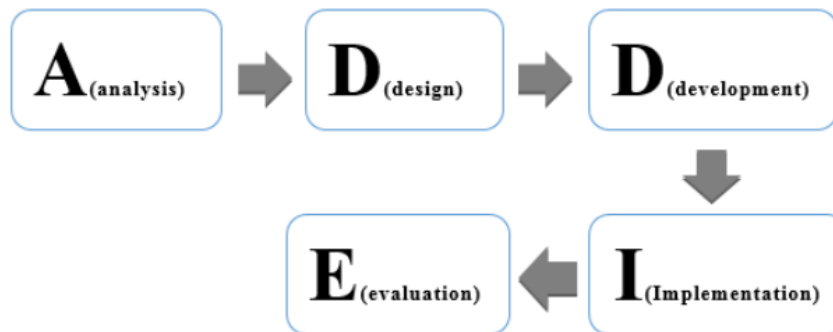 A(analysis)
D(design)
D(development)
I(Implementation)
E(evaluation)